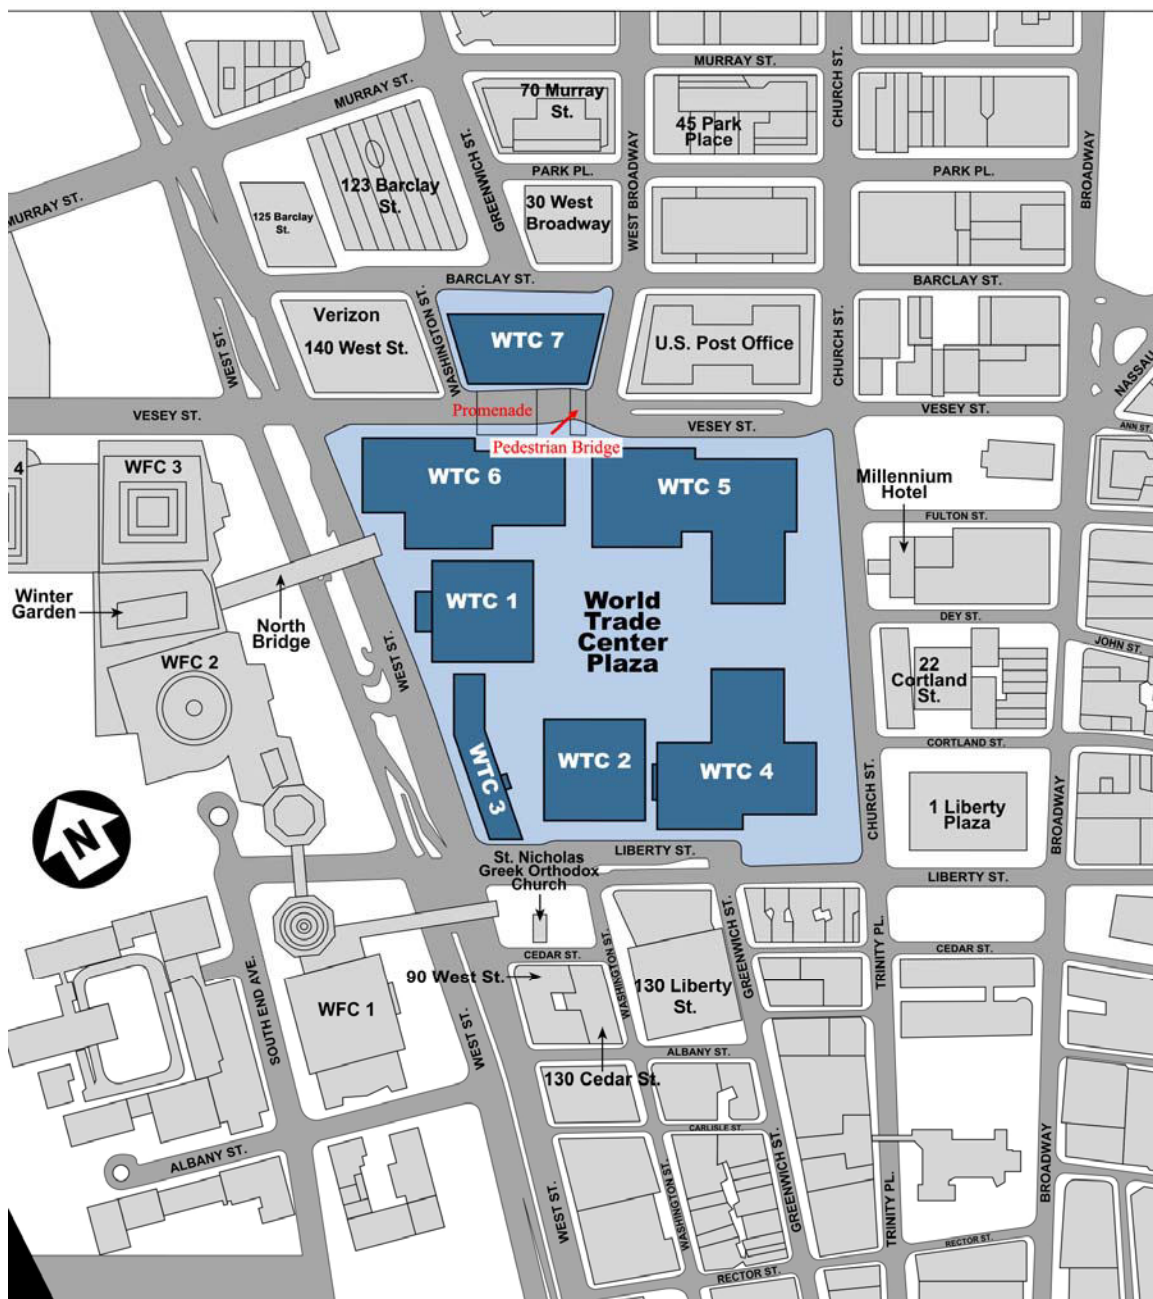 MURRAY ST.
MURRAY ST.
CHURCH ST.
70 Murray
St.
45 Park
Place
GREENWICH ST.
WEST BROADWAY
BROADWAY
PARK PL.
PARK PL.
MURRAY ST.
123 Barclay
St.
125 Barclay
St.
30 West
Broadway
BARCLAY ST.
BARCLAY ST.
WEST ST.
Verizon
140 West St.
WASHINGTON ST.
WTC 7
U.S. Post Office
CHURCH ST.
NASSAU
VESEY ST.
Promenade
VESEY ST.
VESEY ST.
ANN ST.
Pedestrian Bridge
4
WFC 3
WTC 6
WTC 5
Millennium
Hotel
FULTON ST.
Winter
Garden
North
Bridge
WTC 1
World
Trade
Center
Plaza
DEY ST.
JOHN ST.
WFC 2
WEST ST.
22
Cortland
St.
CORTLAND ST.
WTC 3
WTC 2
WTC 4
CHURCH ST.
1 Liberty
Plaza
BROADWAY
N
LIBERTY ST.
LIBERTY ST.
St. Nicholas
Greek Orthodox
Church
CEDAR ST.
CEDAR ST.
WASHINGTON ST.
GREENWICH ST.
TRINITY PL.
90 West St.
130 Liberty
St.
SOUTH END AVE.
WFC 1
WEST ST.
ALBANY ST.
130 Cedar St.
CARLISLE ST.
ALBANY ST.
WEST ST.
WASHINGTON ST.
GREENWICH ST.
TRINITY PL.
BROADWAY
RECTOR ST.
RECTOR ST.